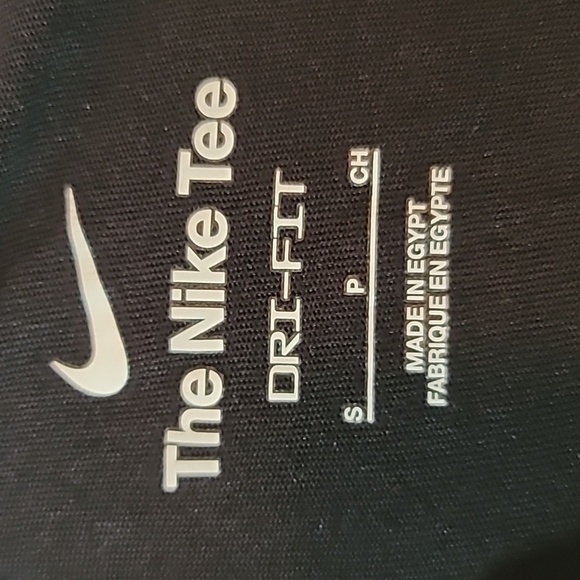 The Nike Tee
DRI-FIT
S P CH
MADE IN EGYPT
FABRIQUE EN EGYPTE